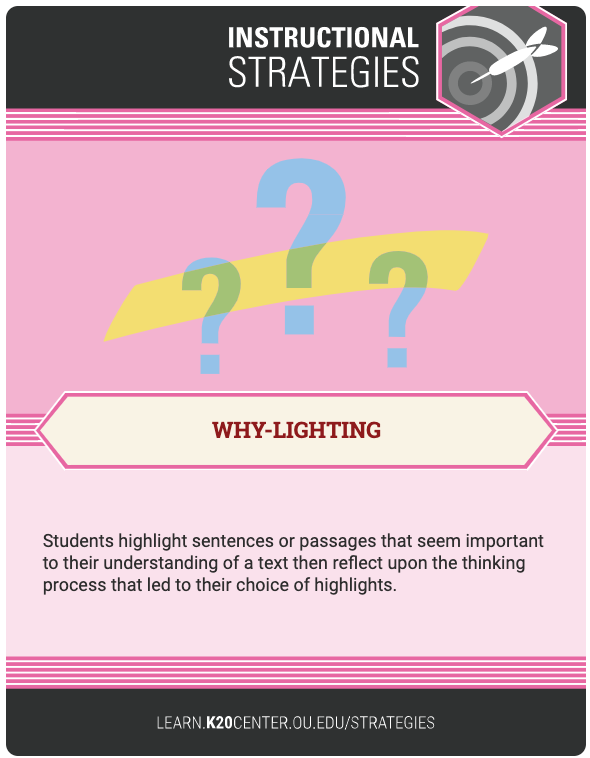 INSTRUCTIONAL
STRATEGIES
? ? ?
WHY-LIGHTING
Students highlight sentences or passages that seem important
to their understanding of a text then reflect upon the thinking
process that led to their choice of highlights.
LEARN.K20CENTER.OU.EDU/STRATEGIES